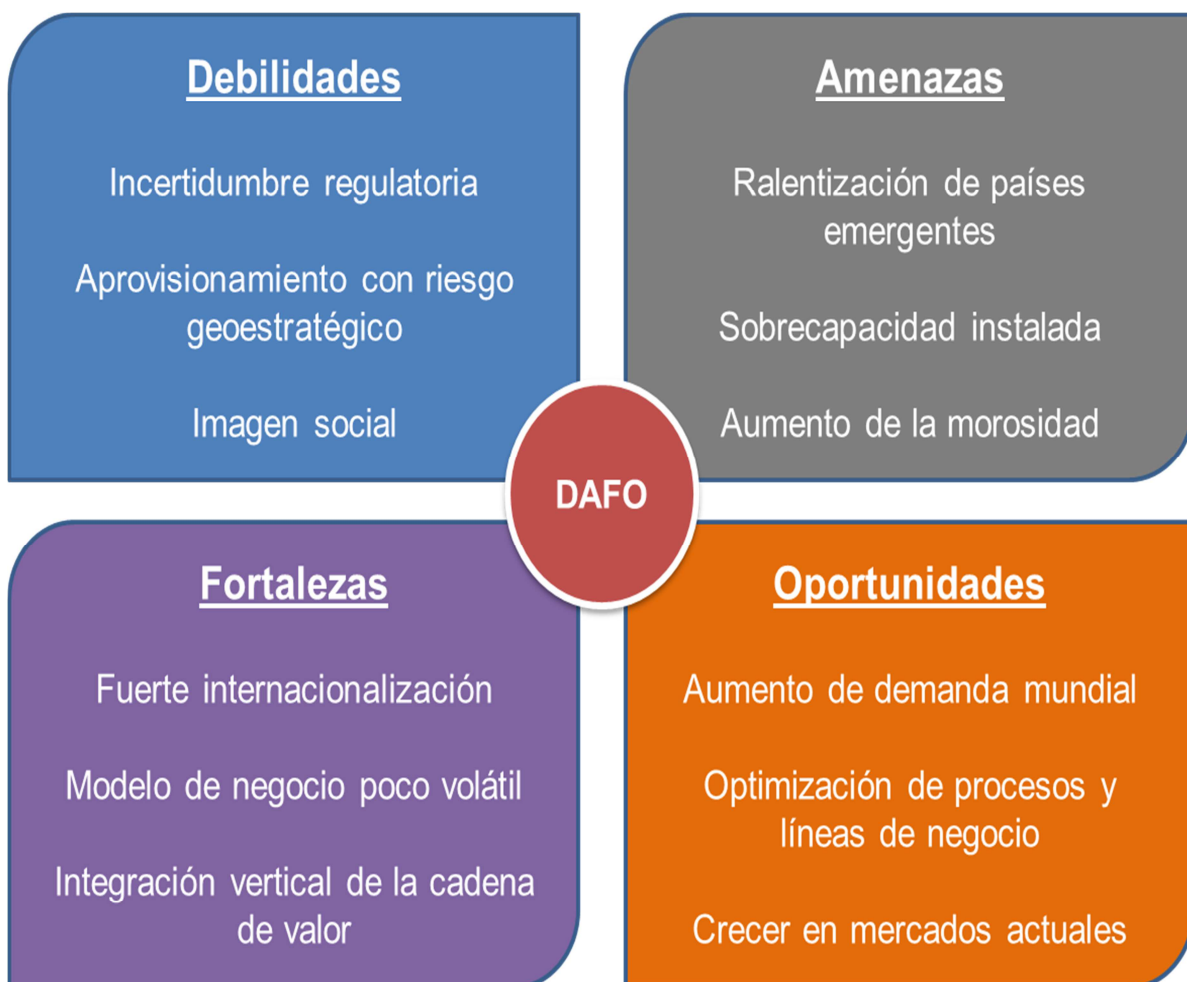 Debilidades
Incertidumbre regulatoria
Aprovisionamiento con riesgo
geoestratégico
Imagen social
Amenazas
Ralentización de países
emergentes
Sobrecapacidad instalada
Aumento de la morosidad
DAFO
Fortalezas
Fuerte internacionalización
Modelo de negocio poco volátil
Integración vertical de la cadena
de valor
Oportunidades
Aumento de demanda mundial
Optimización de procesos y
líneas de negocio
Crecer en mercados actuales